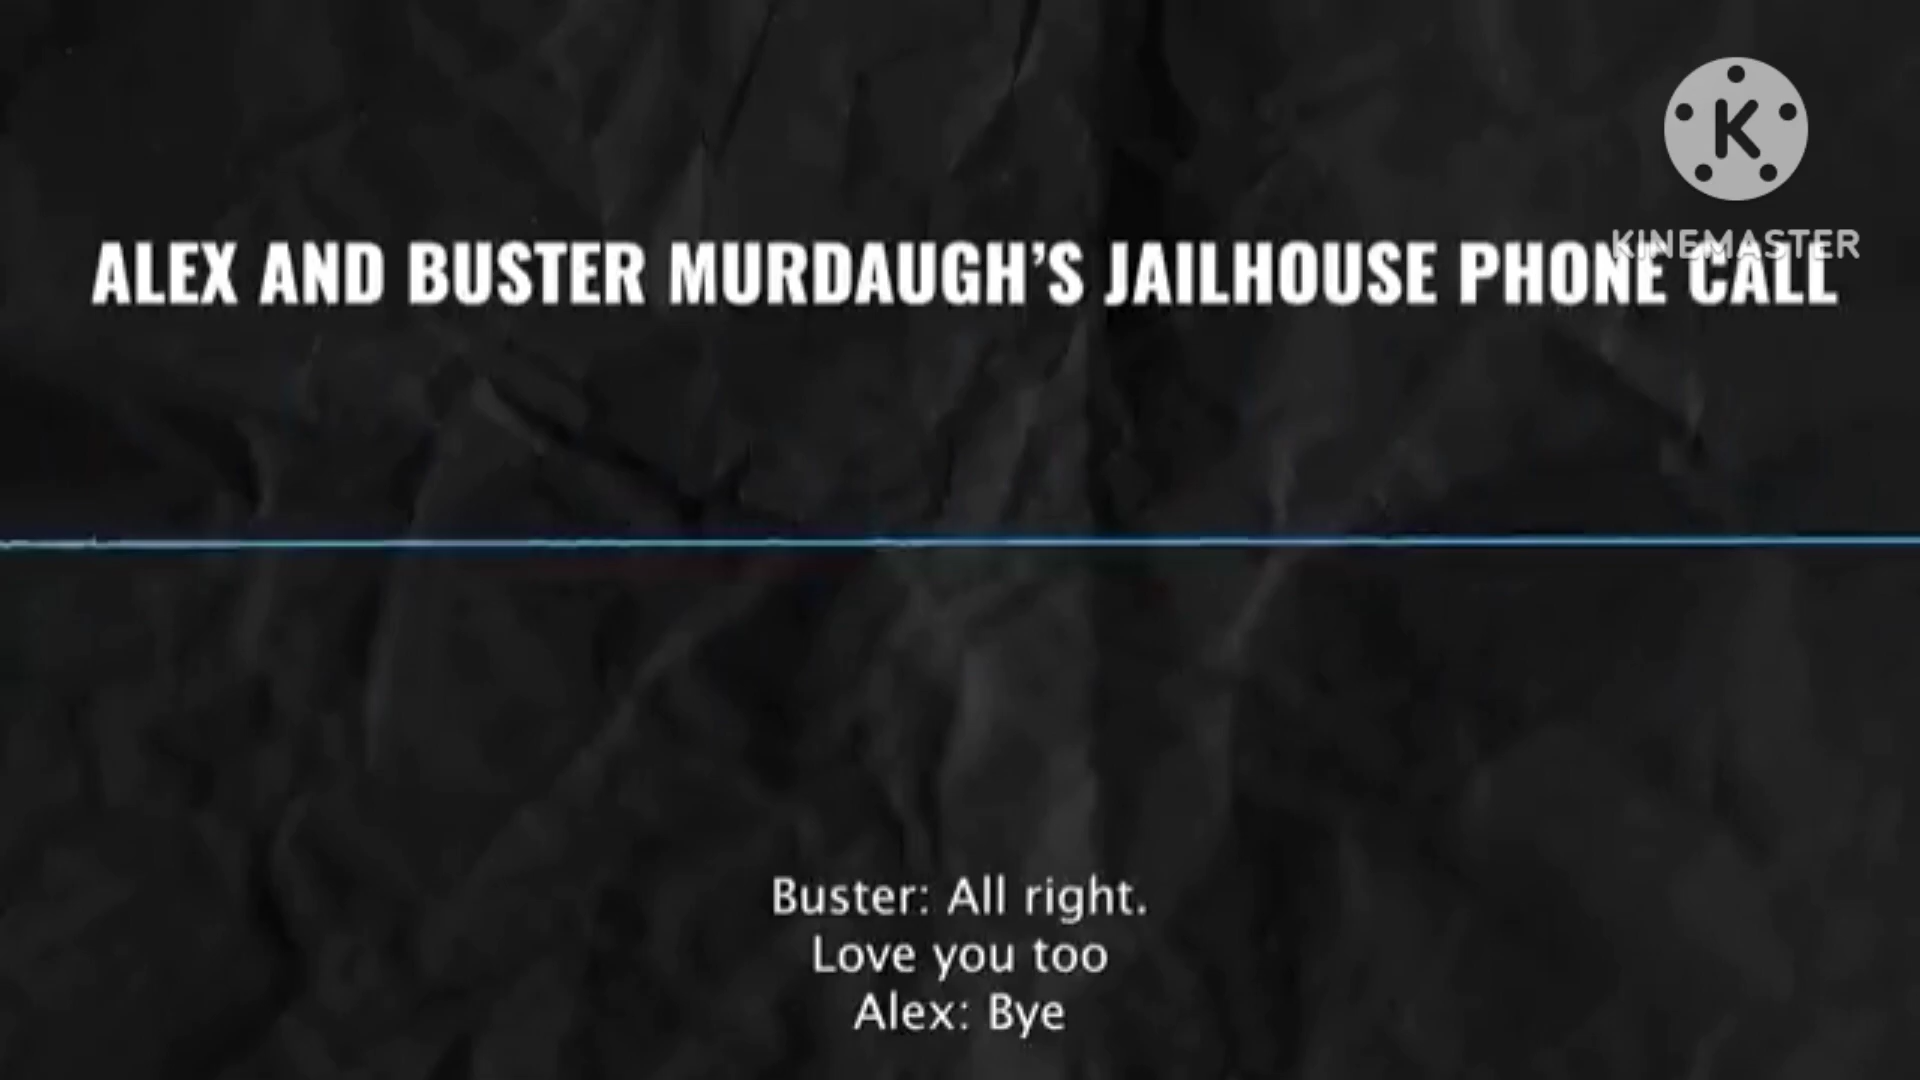 K
KINEMASTER
ALEX AND BUSTER MURDAUGH'S JAILHOUSE PHONE CALL
Buster: All right.
Love you too
Alex: Bye